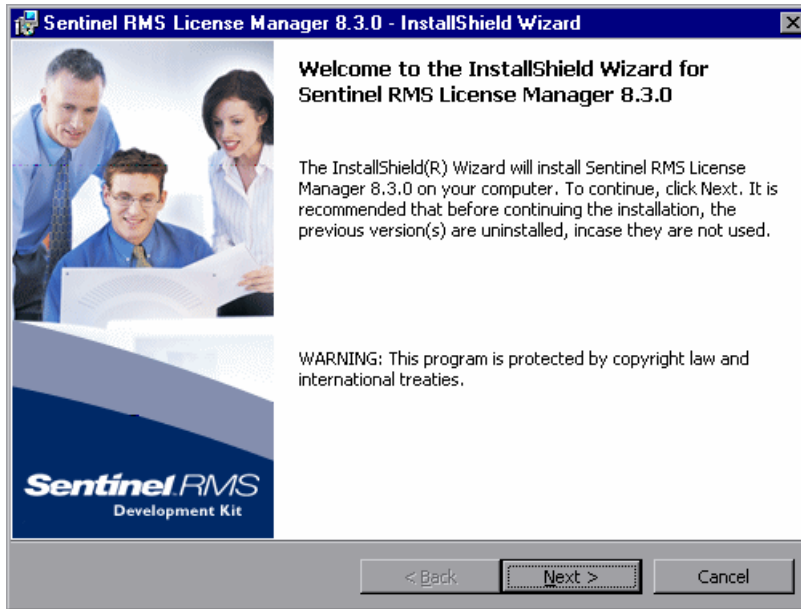 Sentinel RMS License Manager 8.3.0 - InstallShield Wizard
Welcome to the InstallShield Wizard for
Sentinel RMS License Manager 8.3.0
The InstallShield(R) Wizard will install Sentinel RMS License
Manager 8.3.0 on your computer. To continue, click Next. It is
recommended that before continuing the installation, the
previous version(s) are uninstalled, incase they are not used.
WARNING: This program is protected by copyright law and
international treaties.
Sentinel.RMS
Development Kit
< Back
Next >
Cancel